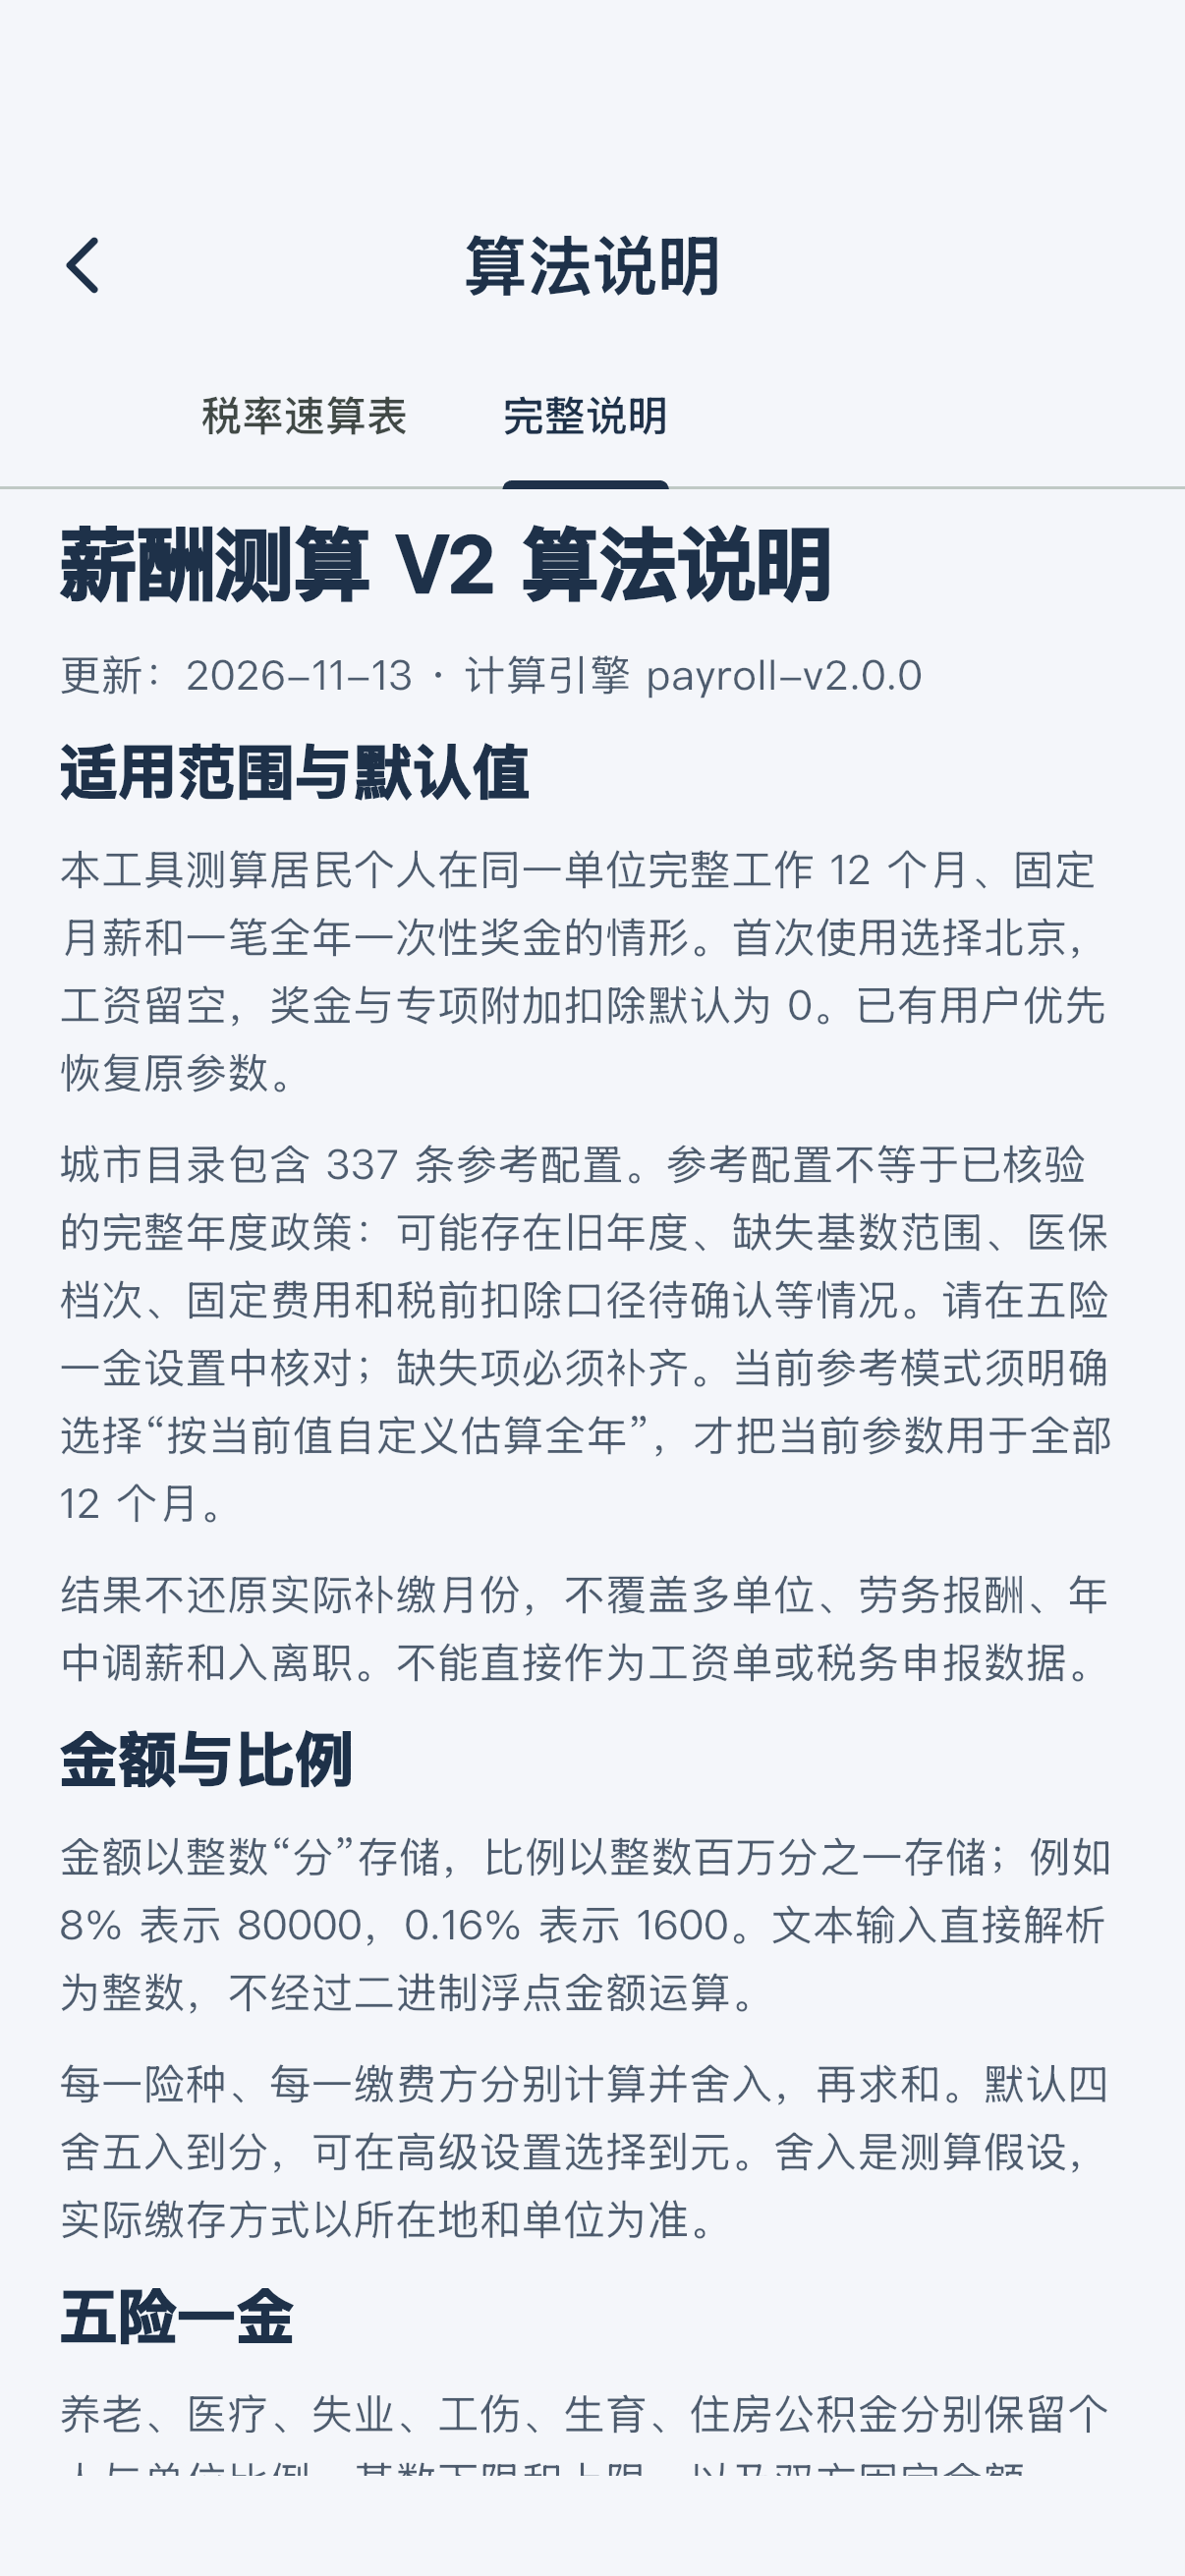 算法说明
税率速算表 完整说明
薪酬测算 V2 算法说明
更新：2026-11-13 · 计算引擎 payroll-v2.0.0
适用范围与默认值
本工具测算居民个人在同一单位完整工作 12 个月、固定
月薪和一笔全年一次性奖金的情形。首次使用选择北京，
工资留空，奖金与专项附加扣除默认为 0。已有用户优先
恢复原参数。
城市目录包含 337 条参考配置。参考配置不等于已核验
的完整年度政策：可能存在旧年度、缺失基数范围、医保
档次、固定费用和税前扣除口径待确认等情况。请在五险
一金设置中核对；缺失项必须补齐。当前参考模式须明确
选择“按当前值自定义估算全年”，才把当前参数用于全部
12 个月。
结果不还原实际补缴月份，不覆盖多单位、劳务报酬、年
中调薪和入离职。不能直接作为工资单或税务申报数据。
金额与比例
金额以整数“分”存储，比例以整数百万分之一存储；例如
8% 表示 80000，0.16% 表示 1600。文本输入直接解析
为整数，不经过二进制浮点金额运算。
每一险种、每一缴费方分别计算并舍入，再求和。默认四
舍五入到分，可在高级设置选择到元。舍入是测算假设，
实际缴存方式以所在地和单位为准。
五险一金
养老、医疗、失业、工伤、生育、住房公积金分别保留个
人与单位比例、基数下限和上限，以及双方固定金额。